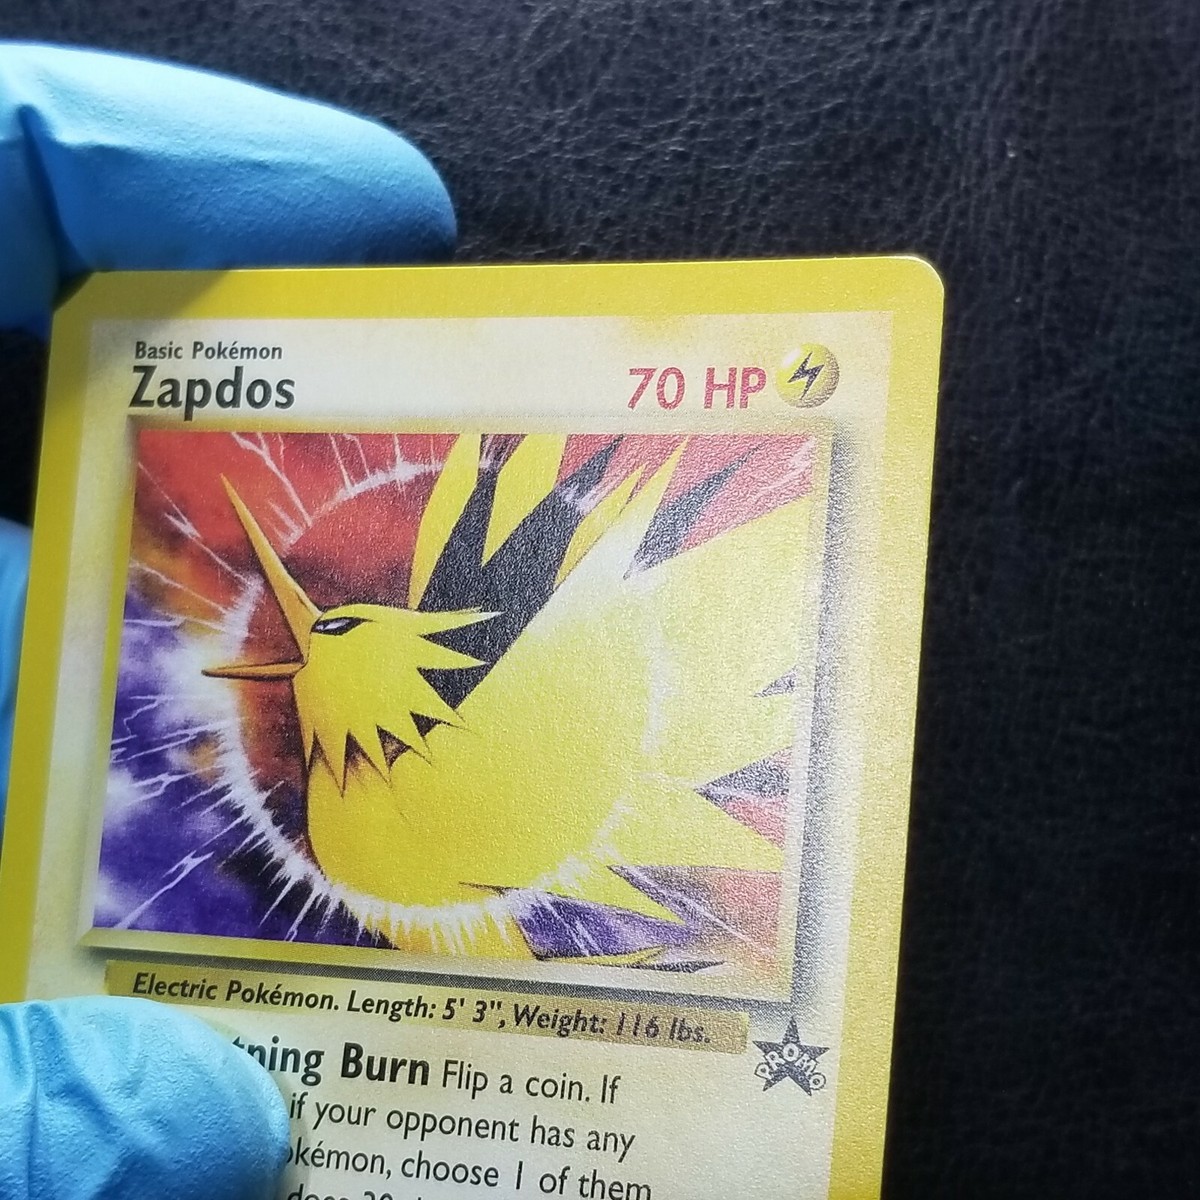 Basic Pokémon
Zapdos
70 HP
Electric Pokémon. Length: 5' 3", Weight: 116 lbs.
PROMO
Burn Flip a coin. If
if your opponent has any
choose 1 of them